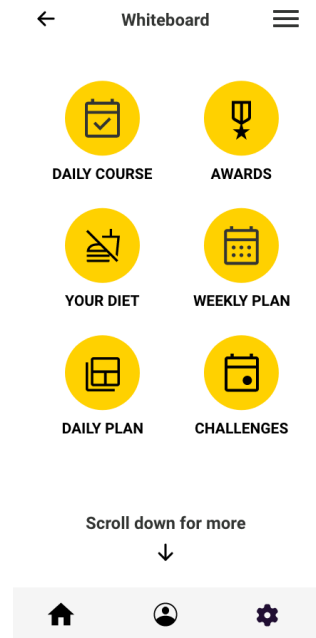 Whiteboard
DAILY COURSE
AWARDS
YOUR DIET
WEEKLY PLAN
DAILY PLAN
CHALLENGES
Scroll down for more